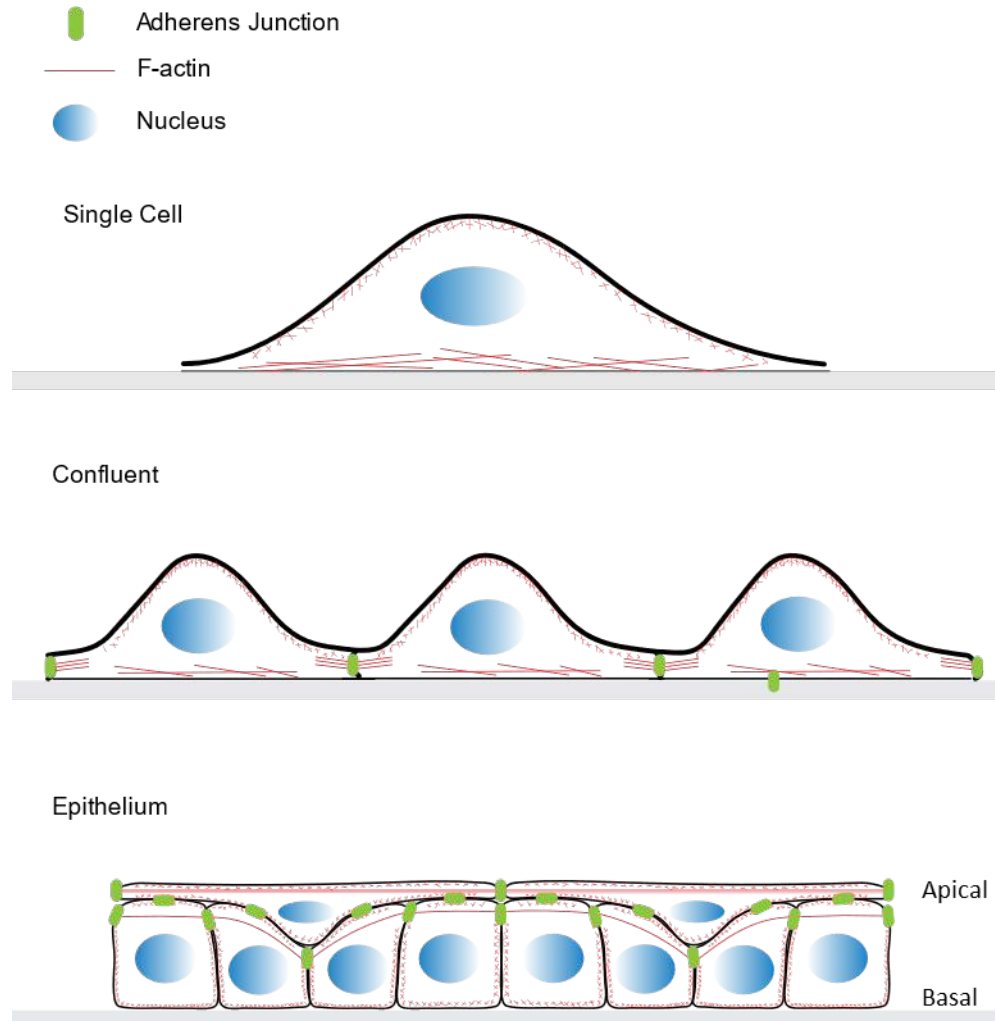 Adherens Junction
F-actin
Nucleus
Single Cell
Confluent
Epithelium
Apical
Basal